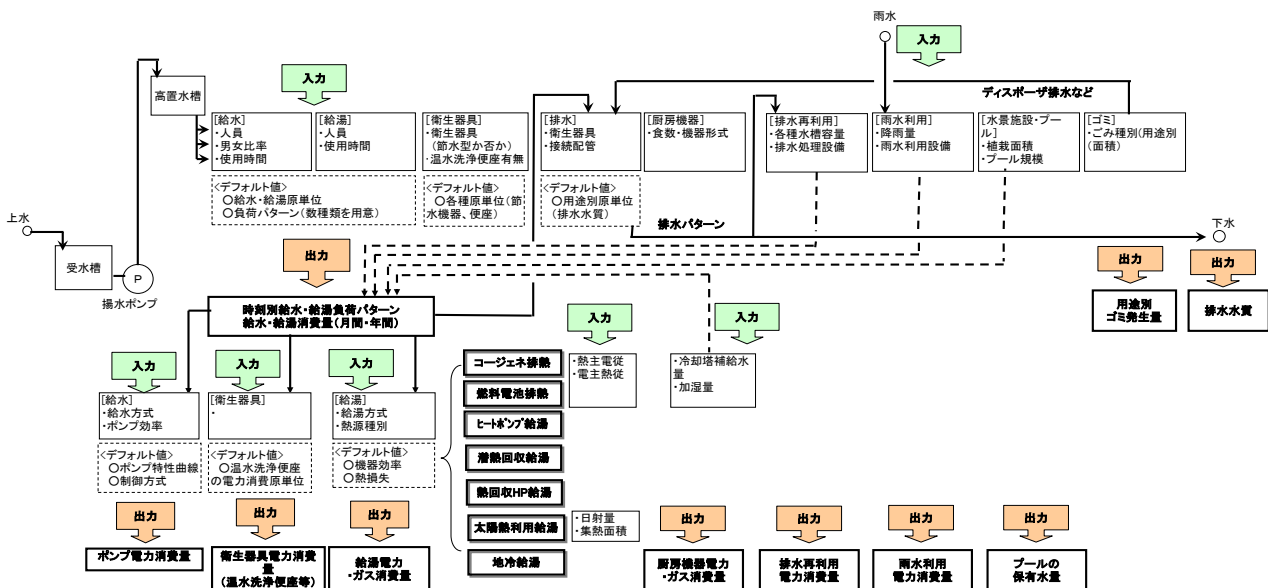 雨水
入力
ディスポーザ排水など
入力
高置水槽
[給水]
・人員
・男女比率
・使用時間
[給湯]
・人員
・使用時間
[衛生器具]
・衛生器具
(節水型か否か)
・温水洗浄便座有無
[排水]
・衛生器具
・接続配管
[厨房機器]
・食数・機器形式
[排水再利用]
・各種水槽容量
・排水処理設備
[雨水利用]
・降雨量
・雨水利用設備
[水景施設・プー
ル]
・植栽面積
・プール規模
[ゴミ]
・ごみ種別(用途別)
(面積)
<デフォルト値>
〇給水・給湯原単位
〇負荷パターン(数種類を用意)
<デフォルト値>
〇各種原単位(節
水機器、便座)
<デフォルト値>
〇用途別原単位
(排水水質)
排水パターン
上水
下水
受水槽
P
揚水ポンプ
出力
出力
出力
用途別
ゴミ発生量
排水水質
時刻別給水・給湯負荷パターン
給水・給湯消費量(月間・年間)
入力
入力
入力
入力
入力
[給水]
・給水方式
・ポンプ効率
[衛生器具]
・
[給湯]
・給湯方式
・熱源種別
コージェネ排熱
・熱主電従
・電主熱従
・冷却塔補給水
量
・加湿量
燃料電池排熱
ヒートポンプ給湯
潜熱回収給湯
熱回収HP給湯
太陽熱利用給湯
・日射量
・集熱面積
地冷給湯
<デフォルト値>
〇ポンプ特性曲線
〇制御方式
<デフォルト値>
〇温水洗浄便座
の電力消費原単位
<デフォルト値>
〇機器効率
〇熱損失
出力
出力
出力
出力
出力
出力
出力
ポンプ電力消費量
衛生器具電力消費
量
(温水洗浄便座等)
給湯電力
・ガス消費量
厨房機器電力
・ガス消費量
排水再利用
電力消費量
雨水利用
電力消費量
プールの
保有水量